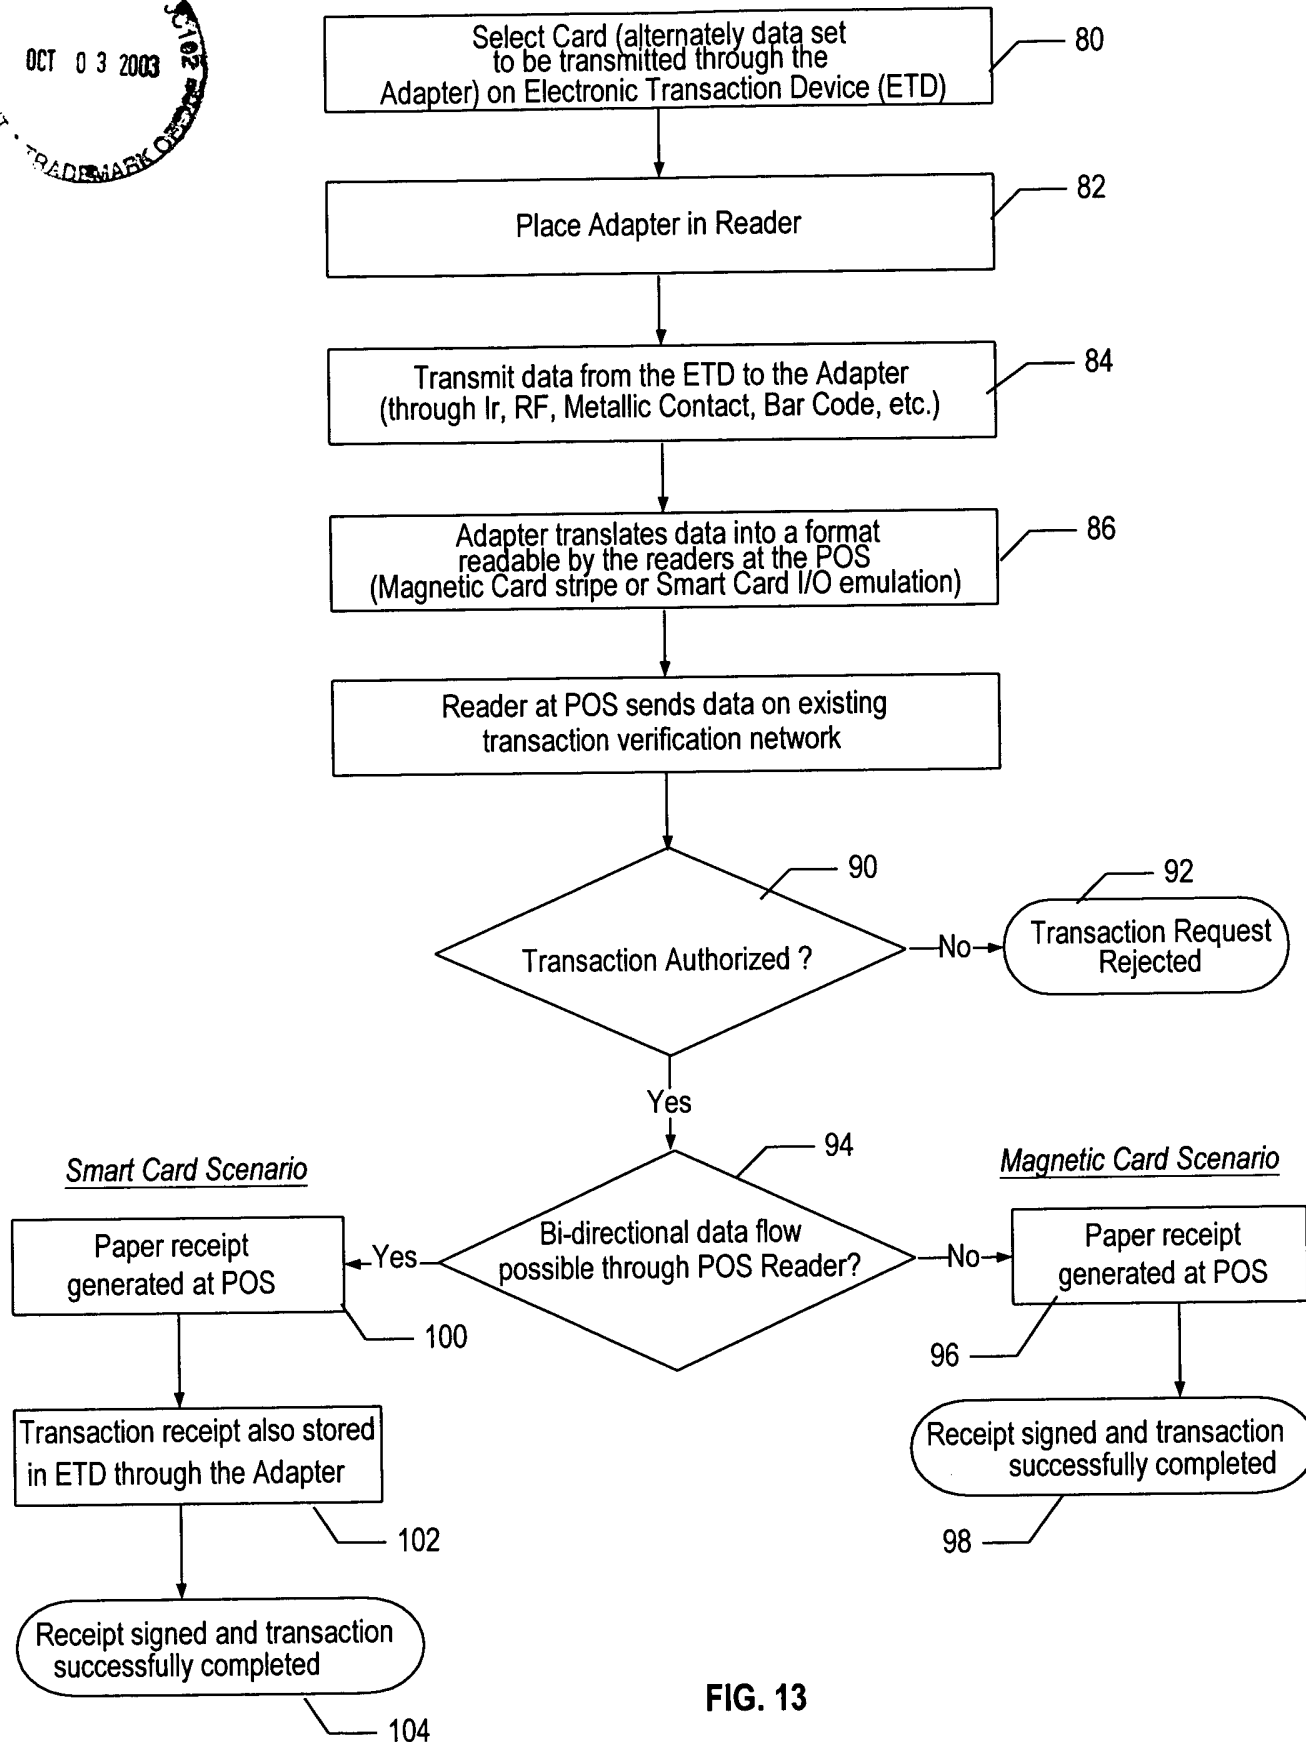 OCT 03 2003
JC102
TRADEMARK OFFICE
Select Card (alternately data set
to be transmitted through the
Adapter) on Electronic Transaction Device (ETD)
80
Place Adapter in Reader
82
Transmit data from the ETD to the Adapter
(through Ir, RF, Metallic Contact, Bar Code, etc.)
84
Adapter translates data into a format
readable by the readers at the POS
(Magnetic Card stripe or Smart Card I/O emulation)
86
Reader at POS sends data on existing
transaction verification network
90
Transaction Authorized ?
No
92
Transaction Request
Rejected
Yes
94
Bi-directional data flow
possible through POS Reader?
Yes
No
Smart Card Scenario
Paper receipt
generated at POS
100
Transaction receipt also stored
in ETD through the Adapter
102
Receipt signed and transaction
successfully completed
104
Magnetic Card Scenario
Paper receipt
generated at POS
96
Receipt signed and transaction
successfully completed
98
FIG. 13